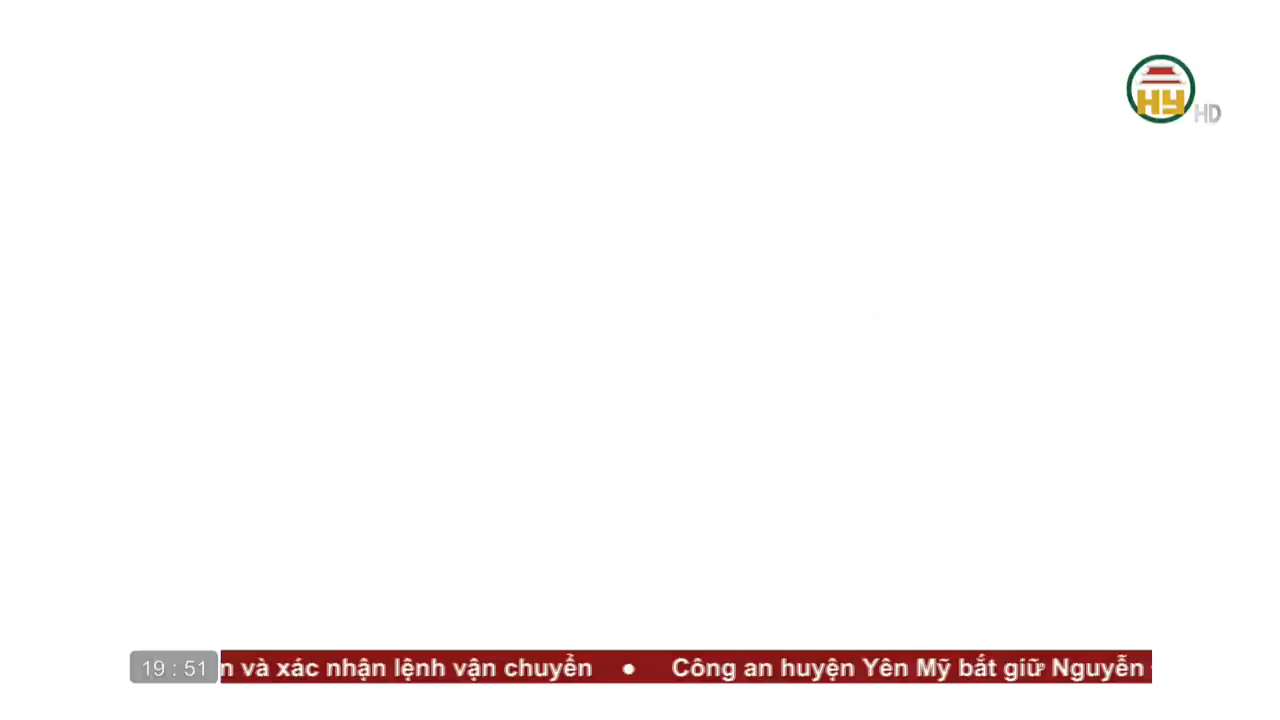 HY
HD
19 : 51
n và xác nhận lệnh vận chuyển • Công an huyện Yên Mỹ bắt giữ Nguyễn